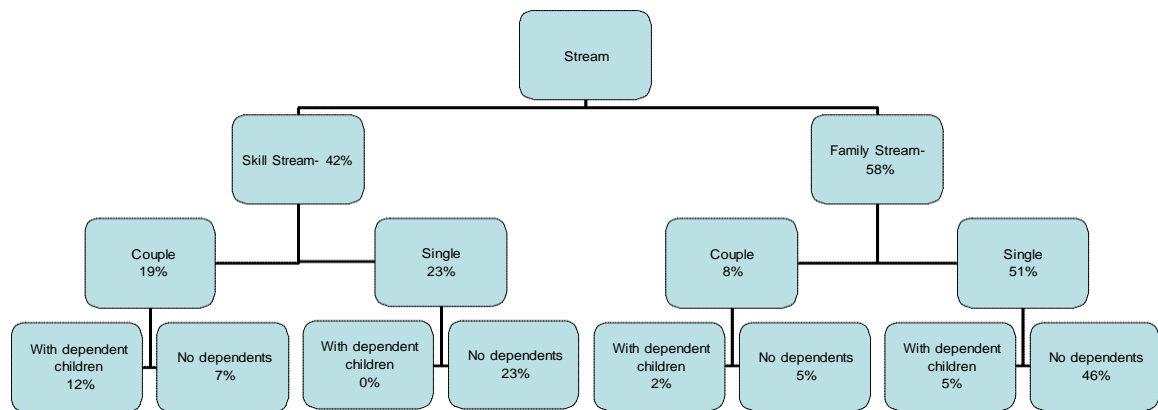 Stream
Skill Stream- 42%
Family Stream-
58%
Couple
19%
Single
23%
Couple
8%
Single
51%
With dependent
children
12%
No dependents
7%
With dependent
children
0%
No dependents
23%
With dependent
children
2%
No dependents
5%
With dependent
children
5%
No dependents
46%